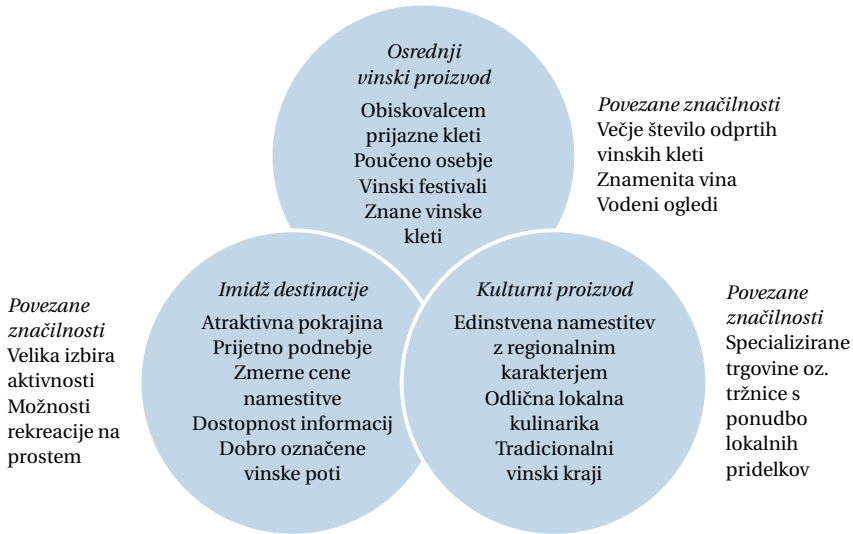 Osrednji
vinski proizvod
Obiskovalcem
prijazne kleti
Poučeno osebje
Vinski festivali
Znane vinske
kleti
Povezane značilnosti
Večje število odprtih
vinskih kleti
Znamenita vina
Vodeni ogledi
Povezane
značilnosti
Velika izbira
aktivnosti
Možnosti
rekreacije na
prostem
Imidž destinacije
Atraktivna pokrajina
Prijetno podnebje
Zmerne cene
namestitve
Dostopnost informacij
Dobro označene
vinske poti
Kulturni proizvod
Edinstvena namestitev
z regionalnim
karakterjem
Odlična lokalna
kulinarika
Tradicionalni
vinski kraji
Povezane
značilnosti
Specializirane
trgovine oz.
tržnice s
ponudbo
lokalnih
pridelkov